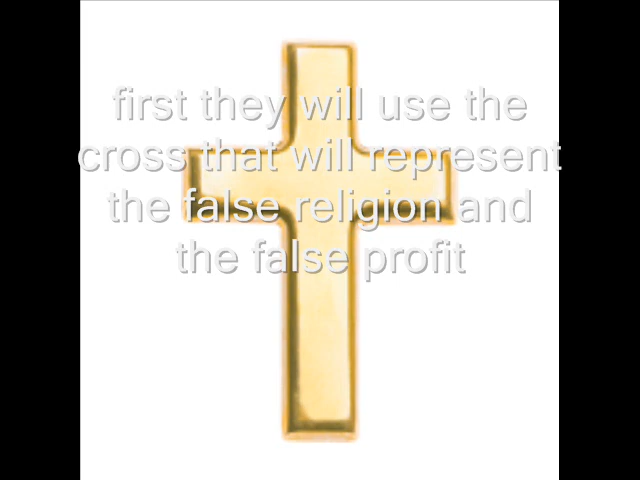 first they will use the
cross that will represent
the false religion and
the false profit